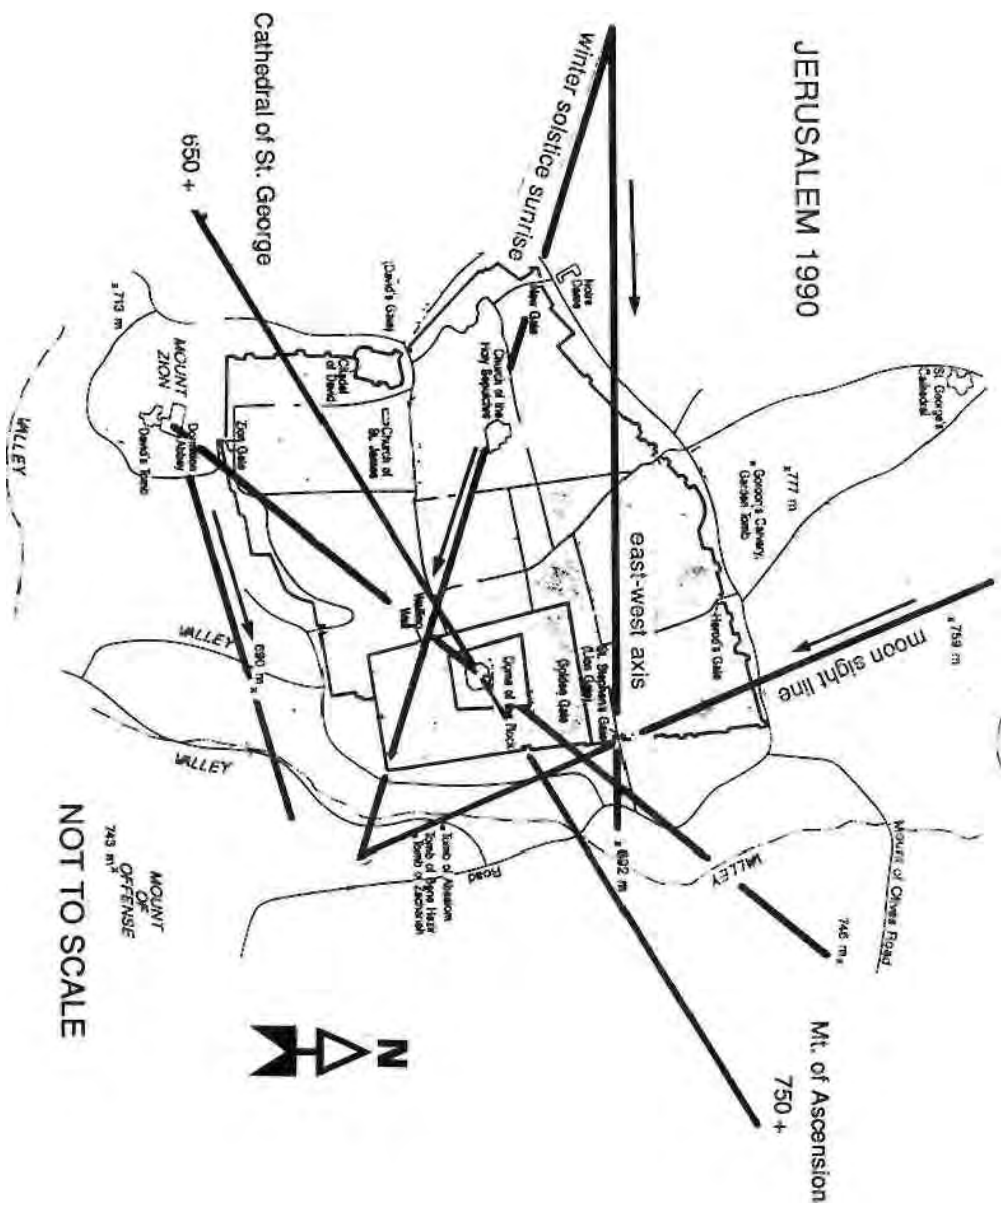 JERUSALEM 1990
Cathedral of St. George
650 +
winter solstice sunrise
east-west axis
moon sight line
Mt. of Ascension
750 +
NOT TO SCALE
N
St. George's
Cathedral
x 777 m
Gordon's Calvary,
Garden Tomb
x 759 m
Herod's Gate
Notre
Dame
New Gate
Church of the
Holy Sepulchre
Citadel
of David
Church of
St. James
Zion Gate
Dormition
Abbey
David's Tomb
MOUNT
ZION
x 713 m
VALLEY
Wailing
Wall
Dome of the Rock
Golden Gate
St. Stephen's Gate
(Lion Gate)
x 692 m
690 m x
VALLEY
VALLEY
VALLEY
746 m x
Mount of Olives Road
Road
Tomb of Absalom
Tomb of Zachariah
MOUNT
OF
OFFENSE
743 m x